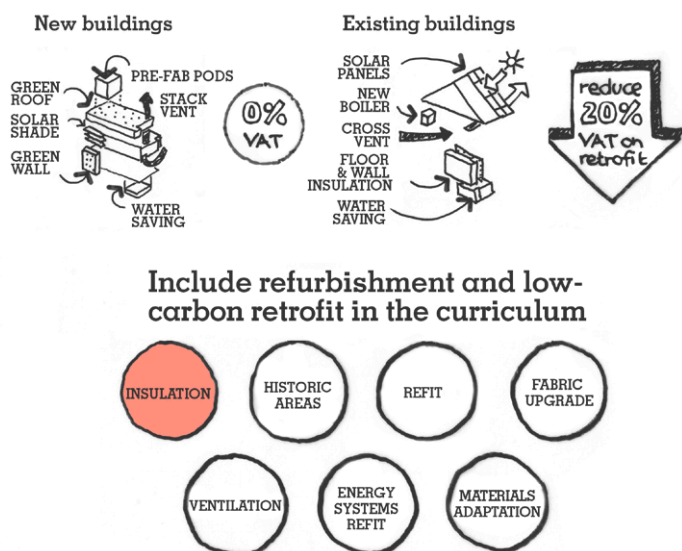 New buildings
PRE-FAB PODS
GREEN
ROOF
STACK
VENT
SOLAR
SHADE
GREEN
WALL
WATER
SAVING
0%
VAT
Existing buildings
SOLAR
PANELS
NEW
BOILER
CROSS
VENT
FLOOR
& WALL
INSULATION
WATER
SAVING
reduce
20%
VAT on
retrofit
Include refurbishment and low-
carbon retrofit in the curriculum
INSULATION
HISTORIC
AREAS
REFIT
FABRIC
UPGRADE
VENTILATION
ENERGY
SYSTEMS
REFIT
MATERIALS
ADAPTATION